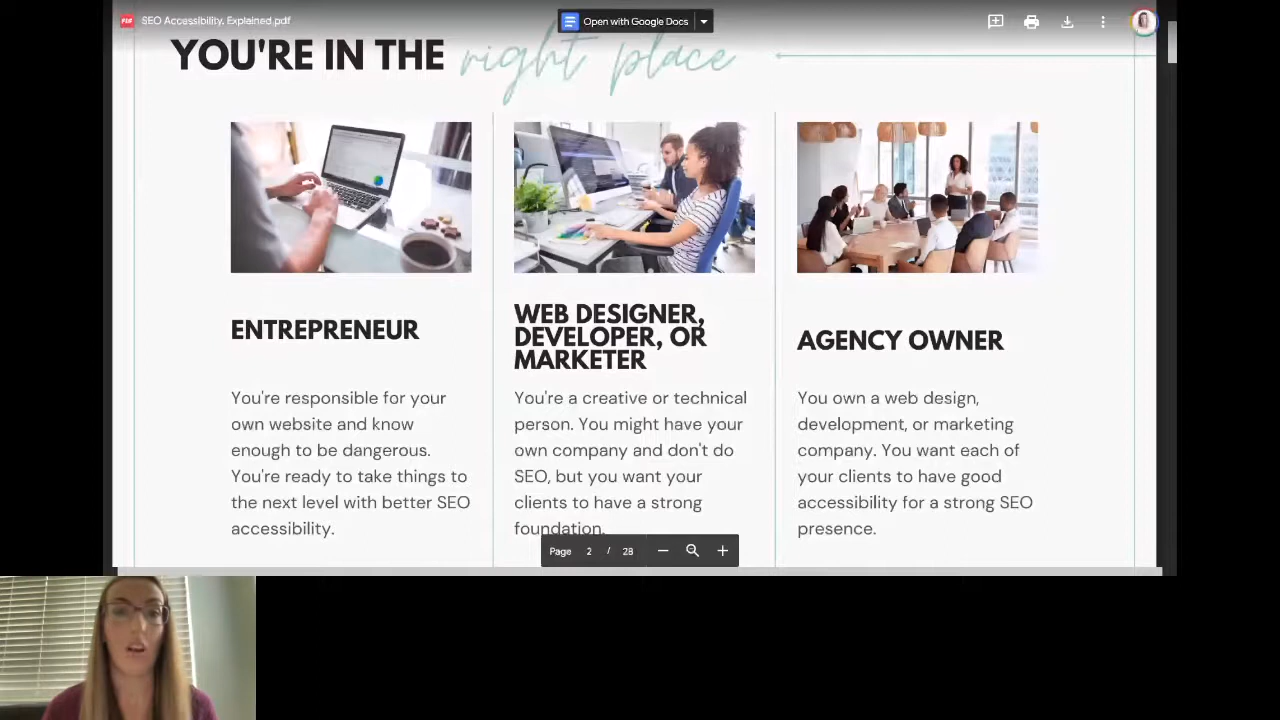 PDF SEO Accessibility. Explained.pdf
Open with Google Docs
YOU'RE IN THE right place
ENTREPRENEUR
You're responsible for your
own website and know
enough to be dangerous.
You're ready to take things to
the next level with better SEO
accessibility.
WEB DESIGNER,
DEVELOPER, OR
MARKETER
You're a creative or technical
person. You might have your
own company and don't do
SEO, but you want your
clients to have a strong
foundation.
AGENCY OWNER
You own a web design,
development, or marketing
company. You want each of
your clients to have good
accessibility for a strong SEO
presence.
Page 2 / 28